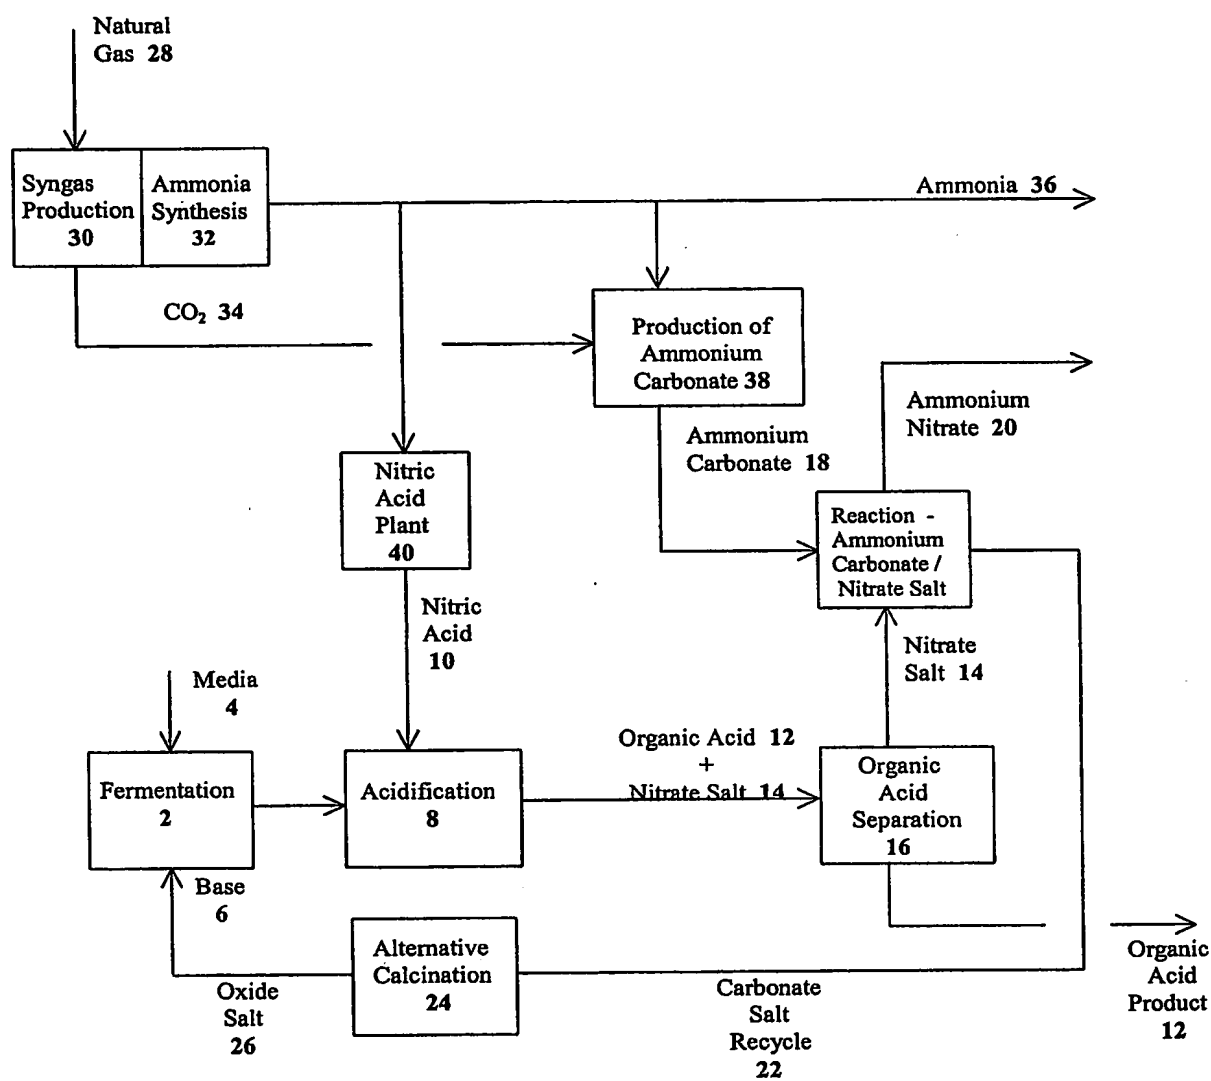 Natural
Gas 28
Syngas
Production
30
Ammonia
Synthesis
32
Ammonia 36
CO₂ 34
Production of
Ammonium
Carbonate 38
Ammonium
Nitrate 20
Ammonium
Carbonate 18
Nitric
Acid
Plant
40
Reaction -
Ammonium
Carbonate /
Nitrate Salt
Nitric
Acid
10
Nitrate
Salt 14
Media
4
Organic Acid 12
+
Nitrate Salt 14
Fermentation
2
Acidification
8
Organic
Acid
Separation
16
Base
6
Alternative
Calcination
24
Organic
Acid
Product
12
Oxide
Salt
26
Carbonate
Salt
Recycle
22